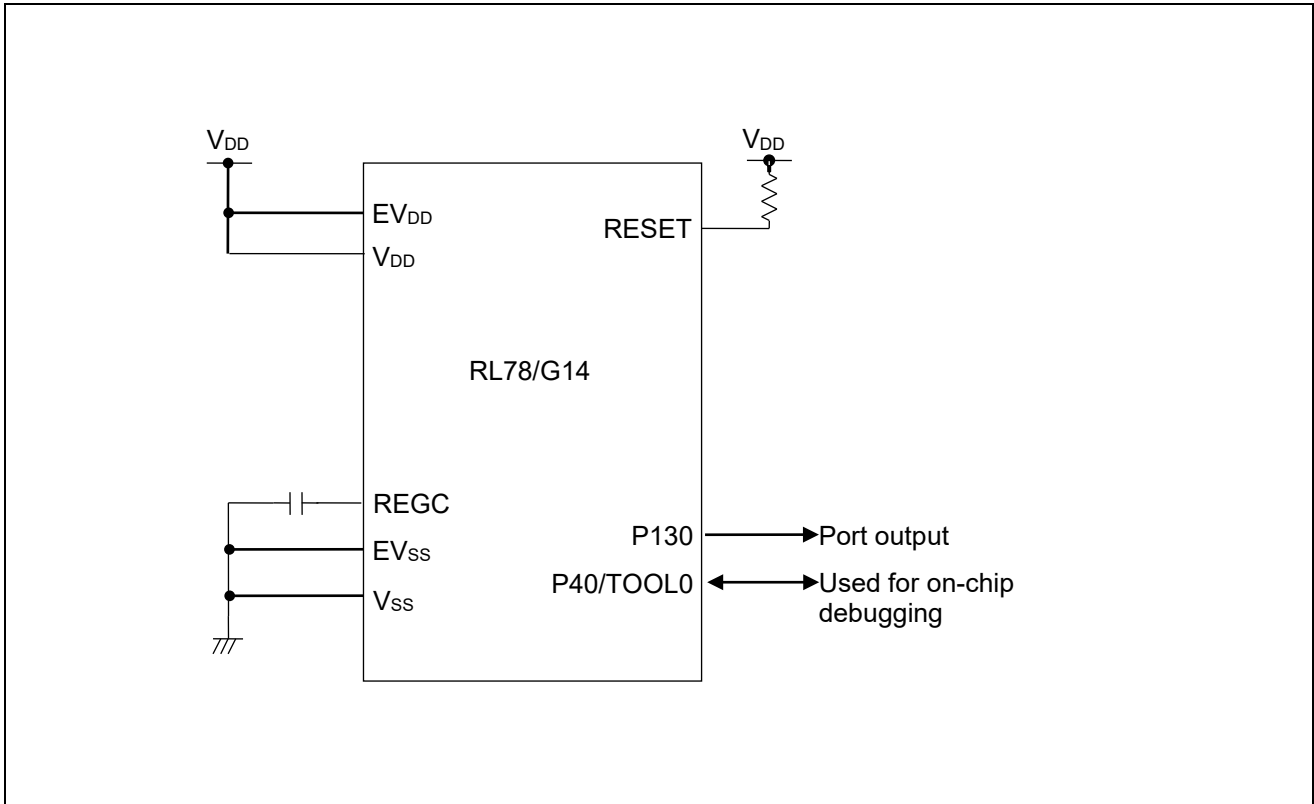 VDD
VDD
EVDD
RESET
VDD
RL78/G14
REGC
P130
Port output
EVSS
P40/TOOL0
Used for on-chip
debugging
VSS